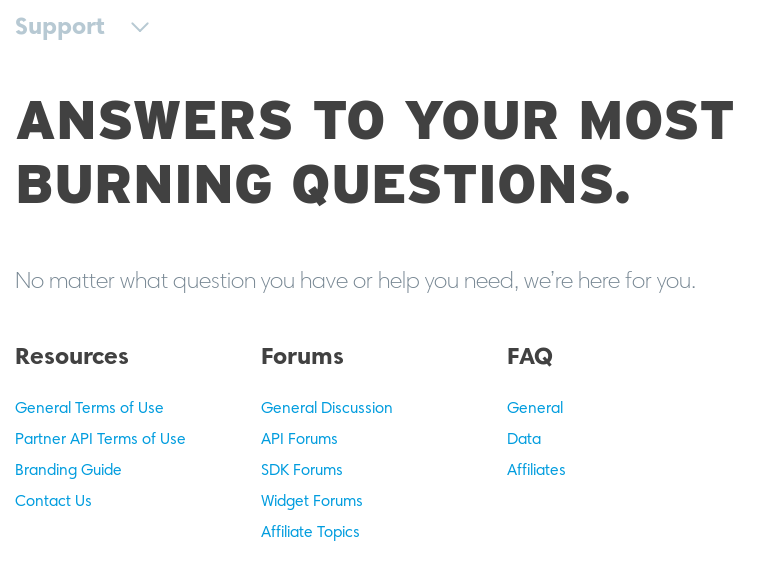 Support
ANSWERS TO YOUR MOST
BURNING QUESTIONS.
No matter what question you have or help you need, we’re here for you.
Resources
General Terms of Use
Partner API Terms of Use
Branding Guide
Contact Us
Forums
General Discussion
API Forums
SDK Forums
Widget Forums
Affiliate Topics
FAQ
General
Data
Affiliates